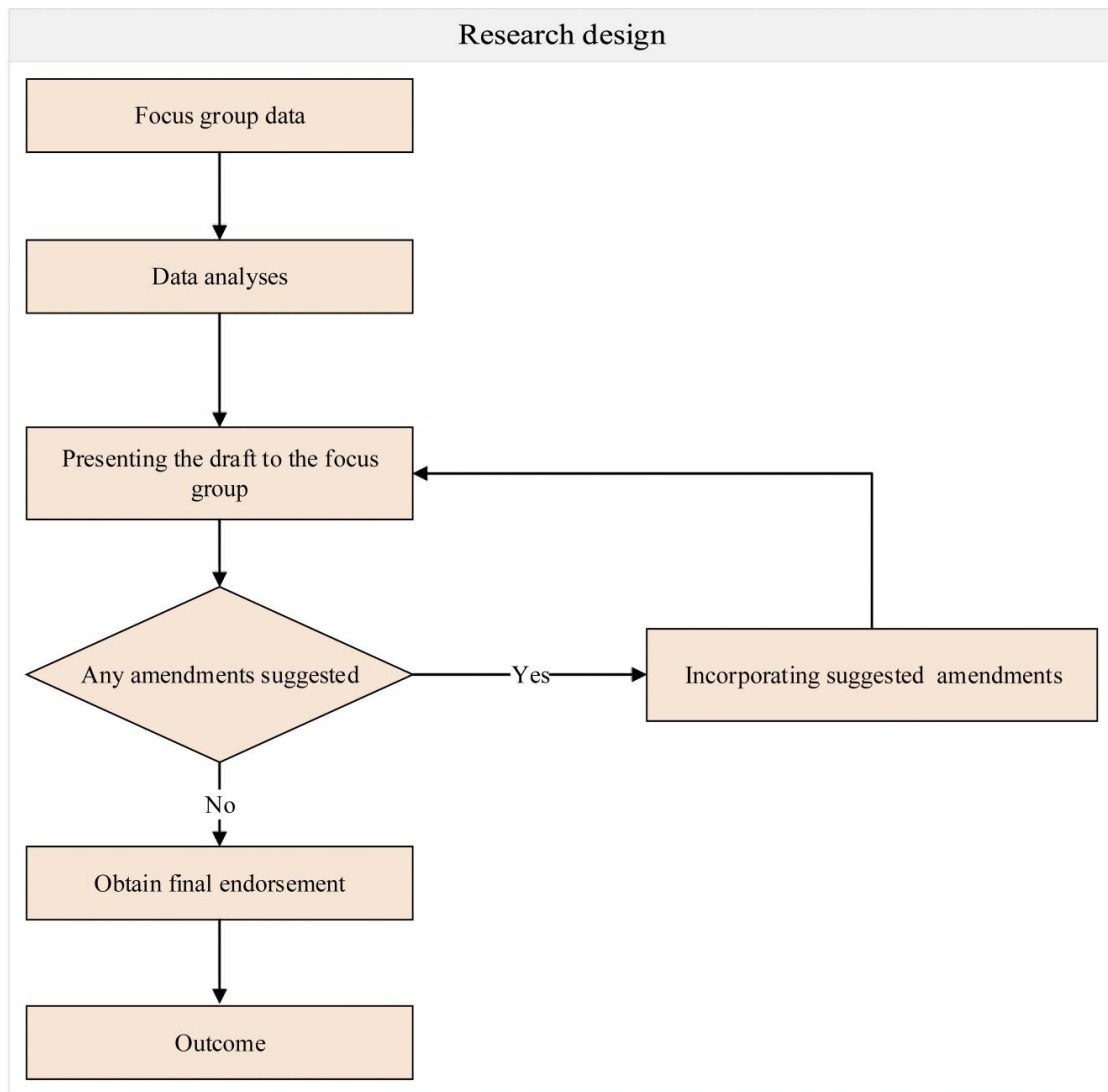 Research design
Focus group data
Data analyses
Presenting the draft to the focus
group
Any amendments suggested
Yes
Incorporating suggested amendments
No
Obtain final endorsement
Outcome